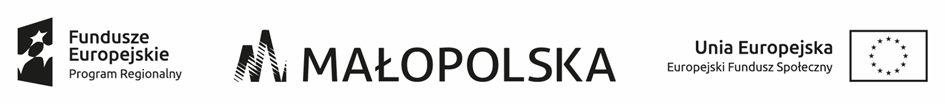 Fundusze
Europejskie
Program Regionalny
MAŁOPOLSKA
Unia Europejska
Europejski Fundusz Społeczny